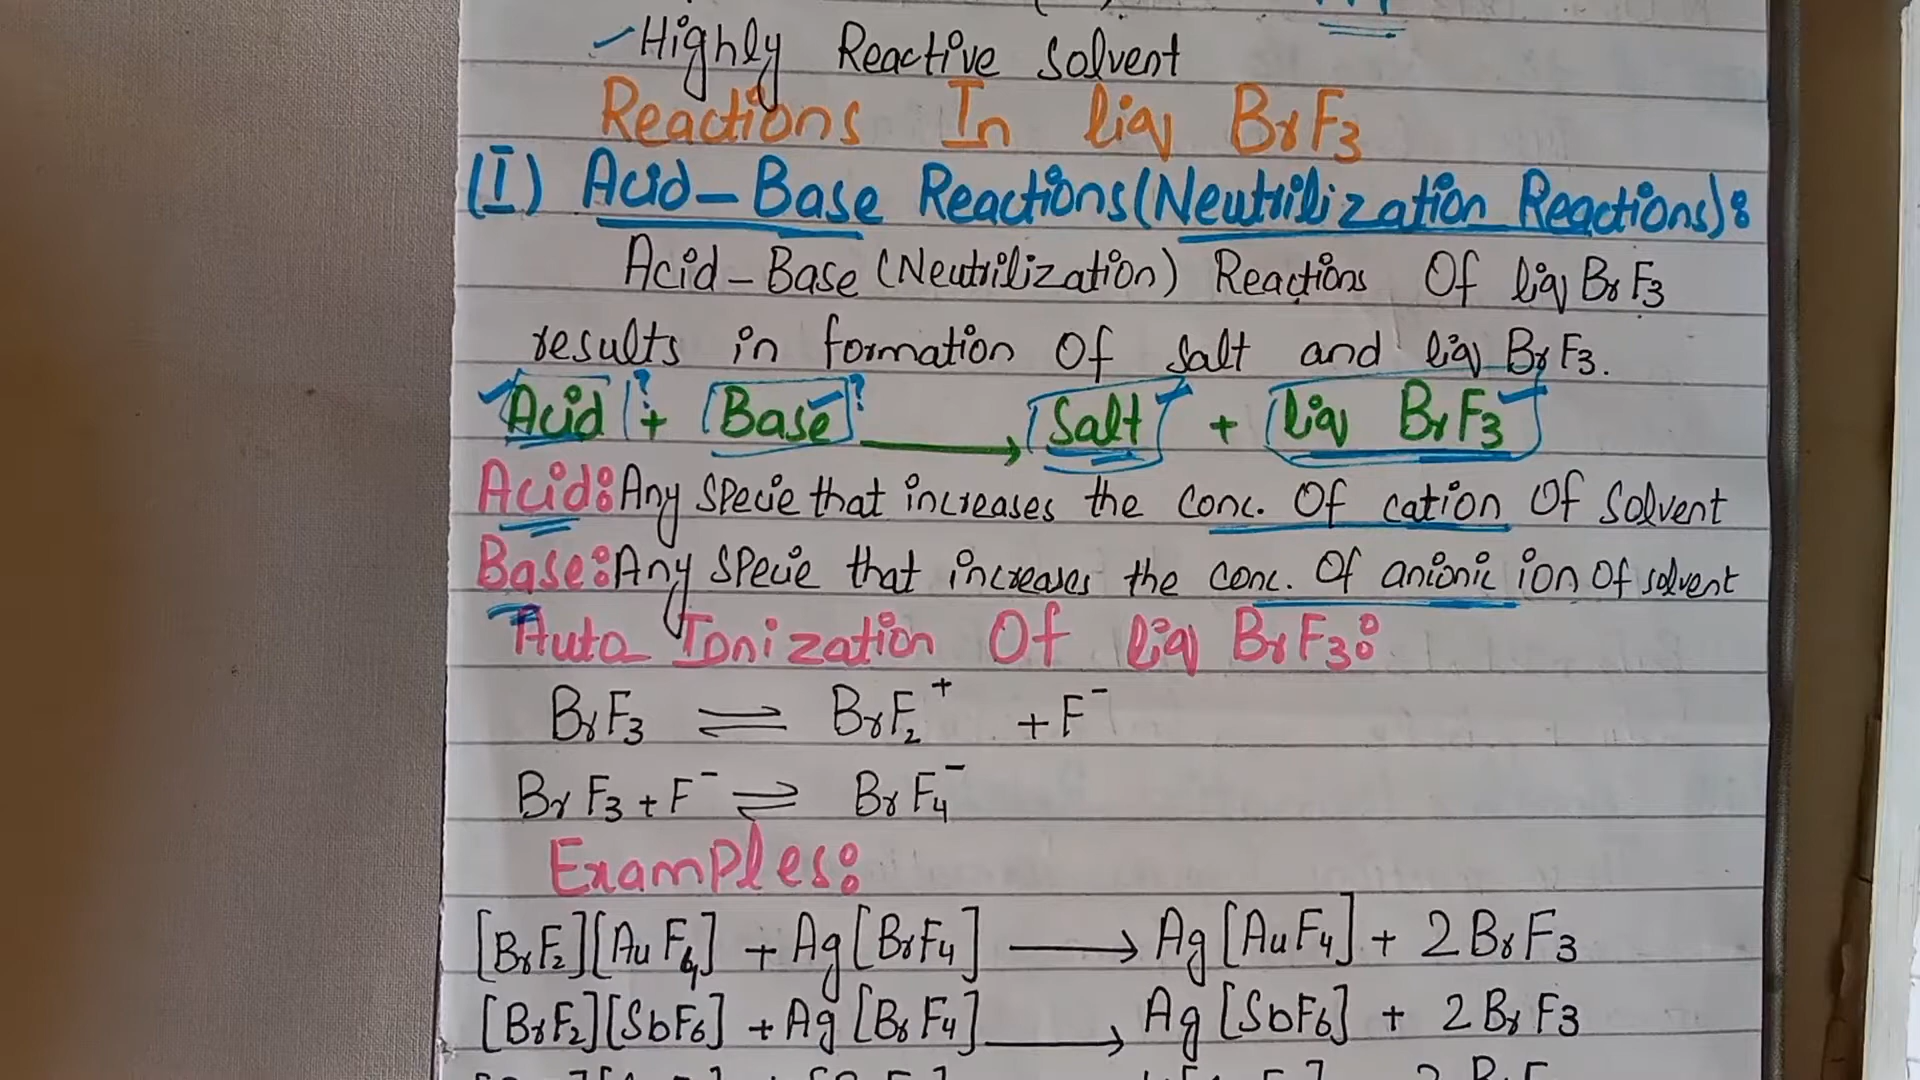 Highly Reactive Solvent
Reactions In liq BrF3
(I) Acid-Base Reactions(Neutrilization Reactions):
Acid-Base (Neutrilization) Reactions Of liq BrF3
results in formation Of Salt and liq BrF3.
Acid ? + Base ? ⟶ Salt + liq BrF3
Acid: Any Specie that increases the conc. Of cation Of Solvent
Base: Any Specie that increases the conc. Of anionic ion Of solvent
Auto Ionization Of liq BrF3:
BrF3 ⇌ BrF2⁺ + F⁻
BrF3 + F⁻ ⇌ BrF4⁻
Examples:
[BrF2][AuF4] + Ag[BrF4] ⟶ Ag[AuF4] + 2BrF3
[BrF2][SbF6] + Ag[BrF4] ⟶ Ag[SbF6] + 2BrF3